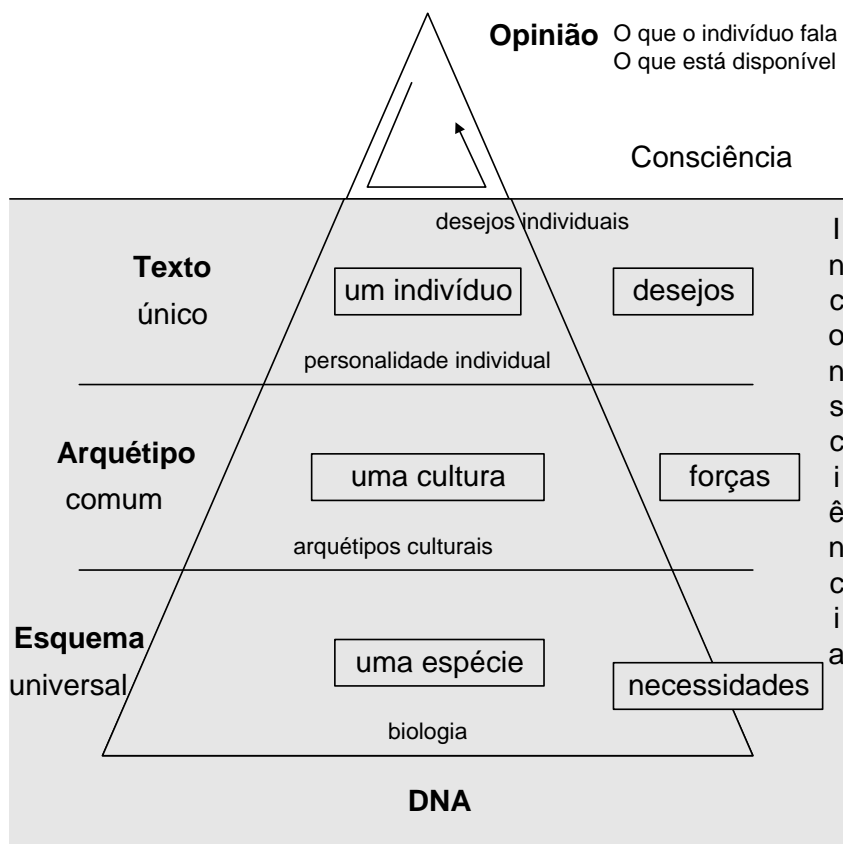 Opinião O que o indivíduo fala
O que está disponível
Consciência
desejos individuais
Texto
único
um indivíduo
desejos
personalidade individual
Arquétipo
comum
uma cultura
forças
arquétipos culturais
Esquema
universal
uma espécie
necessidades
biologia
DNA
Inconsciência